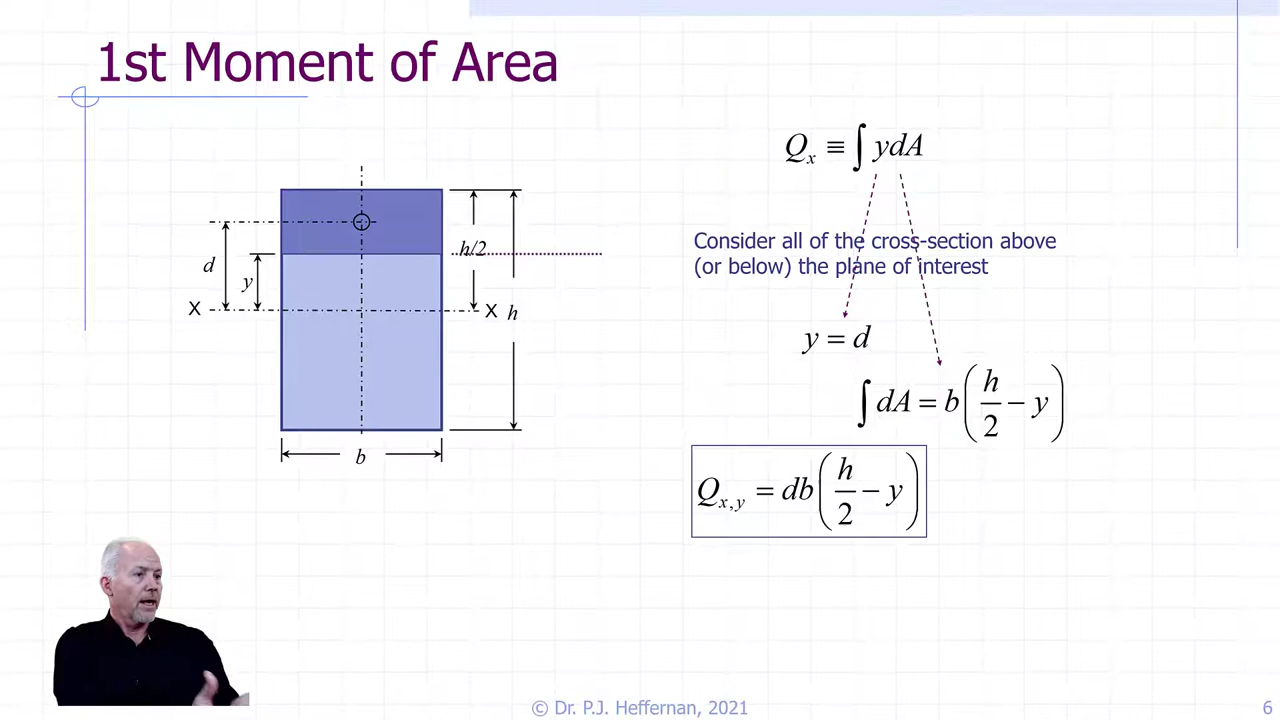 1st Moment of Area
Qₓ ≡ ∫ ydA
h/2
d
y
X
X
h
b
Consider all of the cross-section above
(or below) the plane of interest
y = d
∫ dA = b(h/2 − y)
Qₓ,ᵧ = db(h/2 − y)
© Dr. P.J. Heffernan, 2021
6